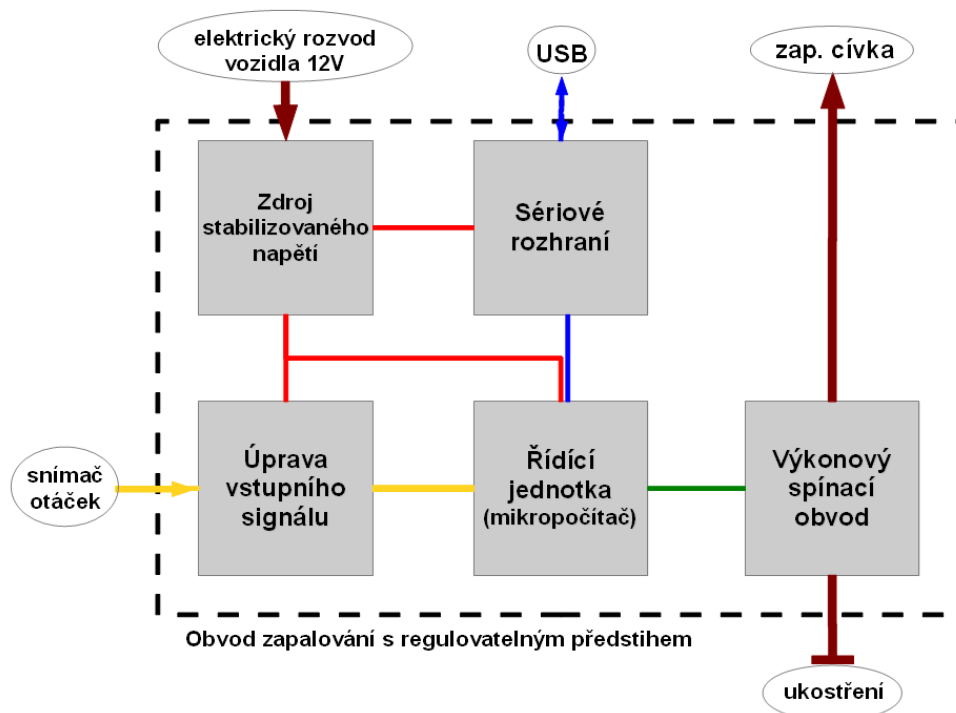 elektrický rozvod
vozidla 12V
USB
zap. cívka
Zdroj
stabilizovaného
napětí
Sériové
rozhraní
snímač
otáček
Úprava
vstupního
signálu
Řídící
jednotka
(mikropočítač)
Výkonový
spínací
obvod
Obvod zapalování s regulovatelným předstihem
ukostření